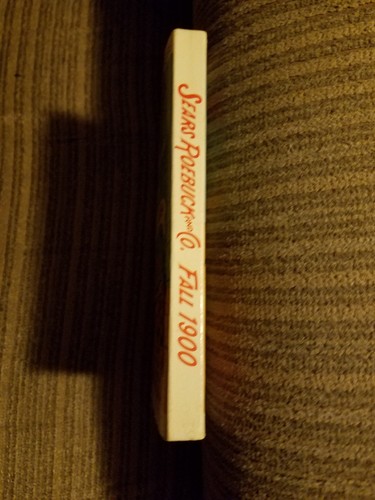 SEARS ROEBUCK AND CO. FALL 1900